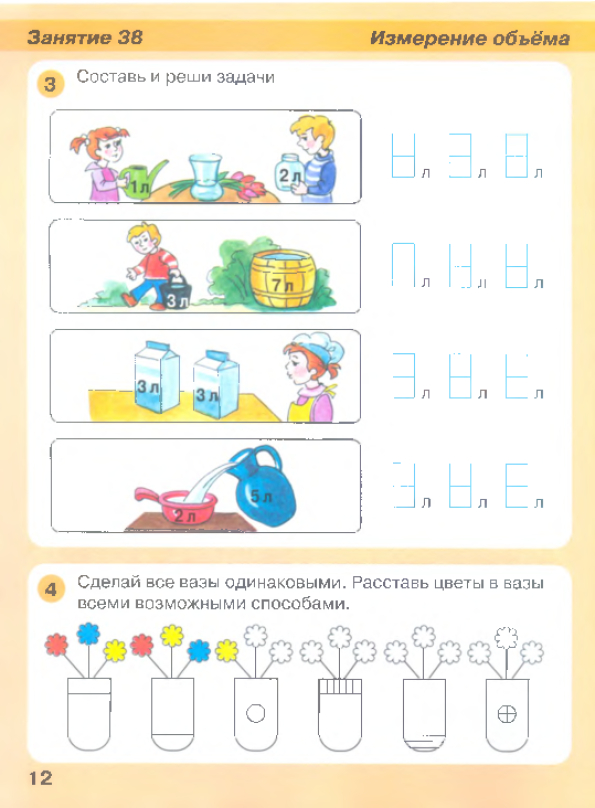 Занятие 38
Измерение объёма
3
Составь и реши задачи
1 л
2 л
л л л
3 л
7 л
л л л
3 л
3 л
л л л
2 л
5 л
л л л
4
Сделай все вазы одинаковыми. Расставь цветы в вазы
всеми возможными способами.
12